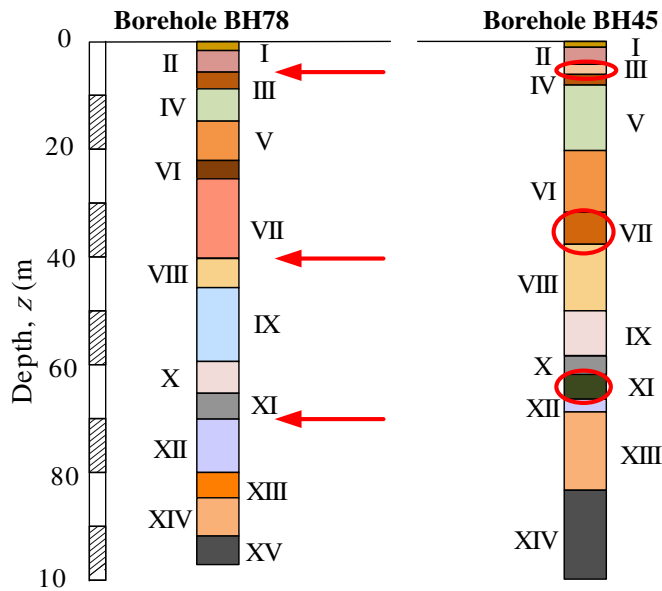 Borehole BH78
Borehole BH45
Depth, z (m
0
20
40
60
80
10
I
II
III
IV
V
VI
VII
VIII
IX
X
XI
XII
XIII
XIV
XV
I
II
III
IV
V
VI
VII
VIII
IX
X
XI
XII
XIII
XIV